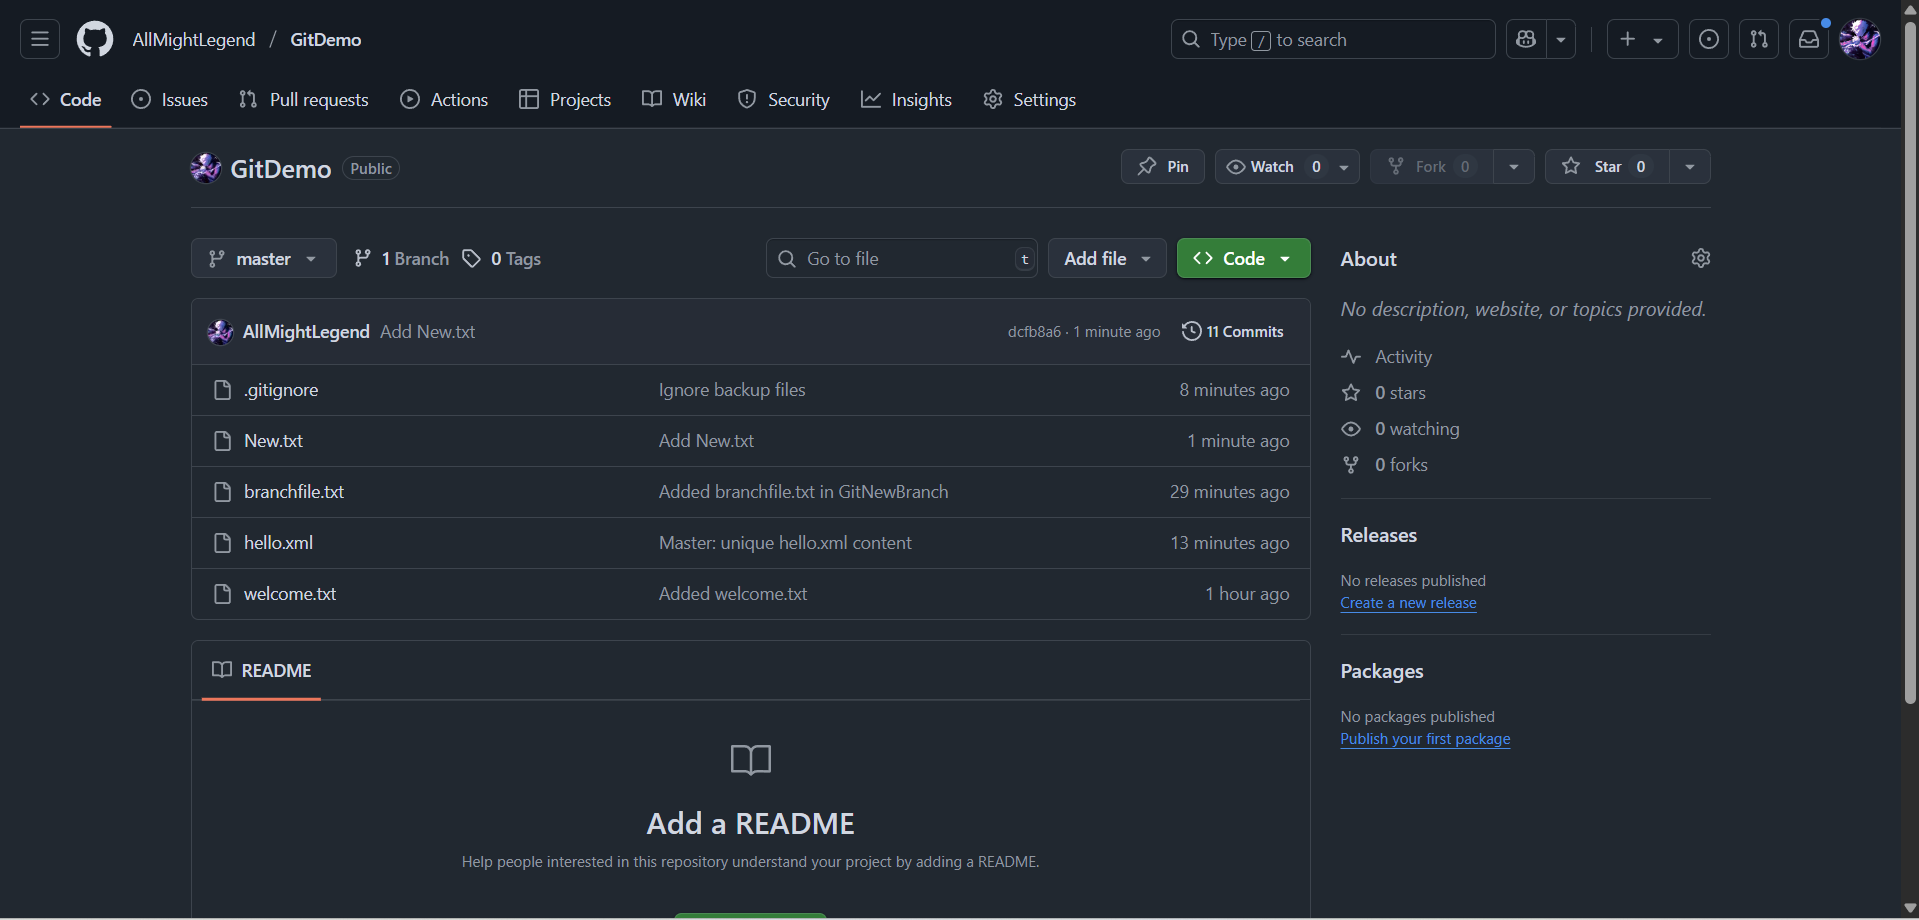 AllMightLegend / GitDemo
Type / to search
Code Issues Pull requests Actions Projects Wiki Security Insights Settings
GitDemo Public
Pin Watch 0 Fork 0 Star 0
master 1 Branch 0 Tags
Go to file t Add file Code
AllMightLegend Add New.txt dcfb8a6 · 1 minute ago 11 Commits
.gitignore Ignore backup files 8 minutes ago
New.txt Add New.txt 1 minute ago
branchfile.txt Added branchfile.txt in GitNewBranch 29 minutes ago
hello.xml Master: unique hello.xml content 13 minutes ago
welcome.txt Added welcome.txt 1 hour ago
README
Add a README
Help people interested in this repository understand your project by adding a README.
About
No description, website, or topics provided.
Activity
0 stars
0 watching
0 forks
Releases
No releases published
Create a new release
Packages
No packages published
Publish your first package